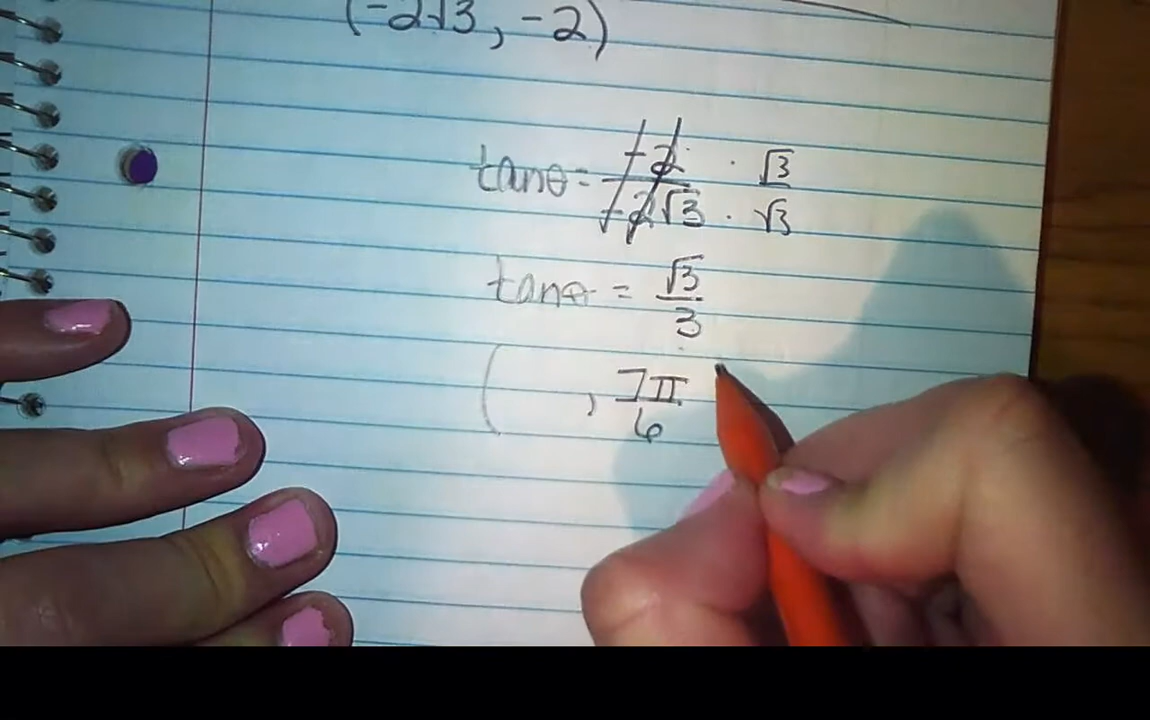 (-2√3, -2)
tanθ = -2/-2√3 · √3/√3
tanθ = √3/3
( , 7π/6